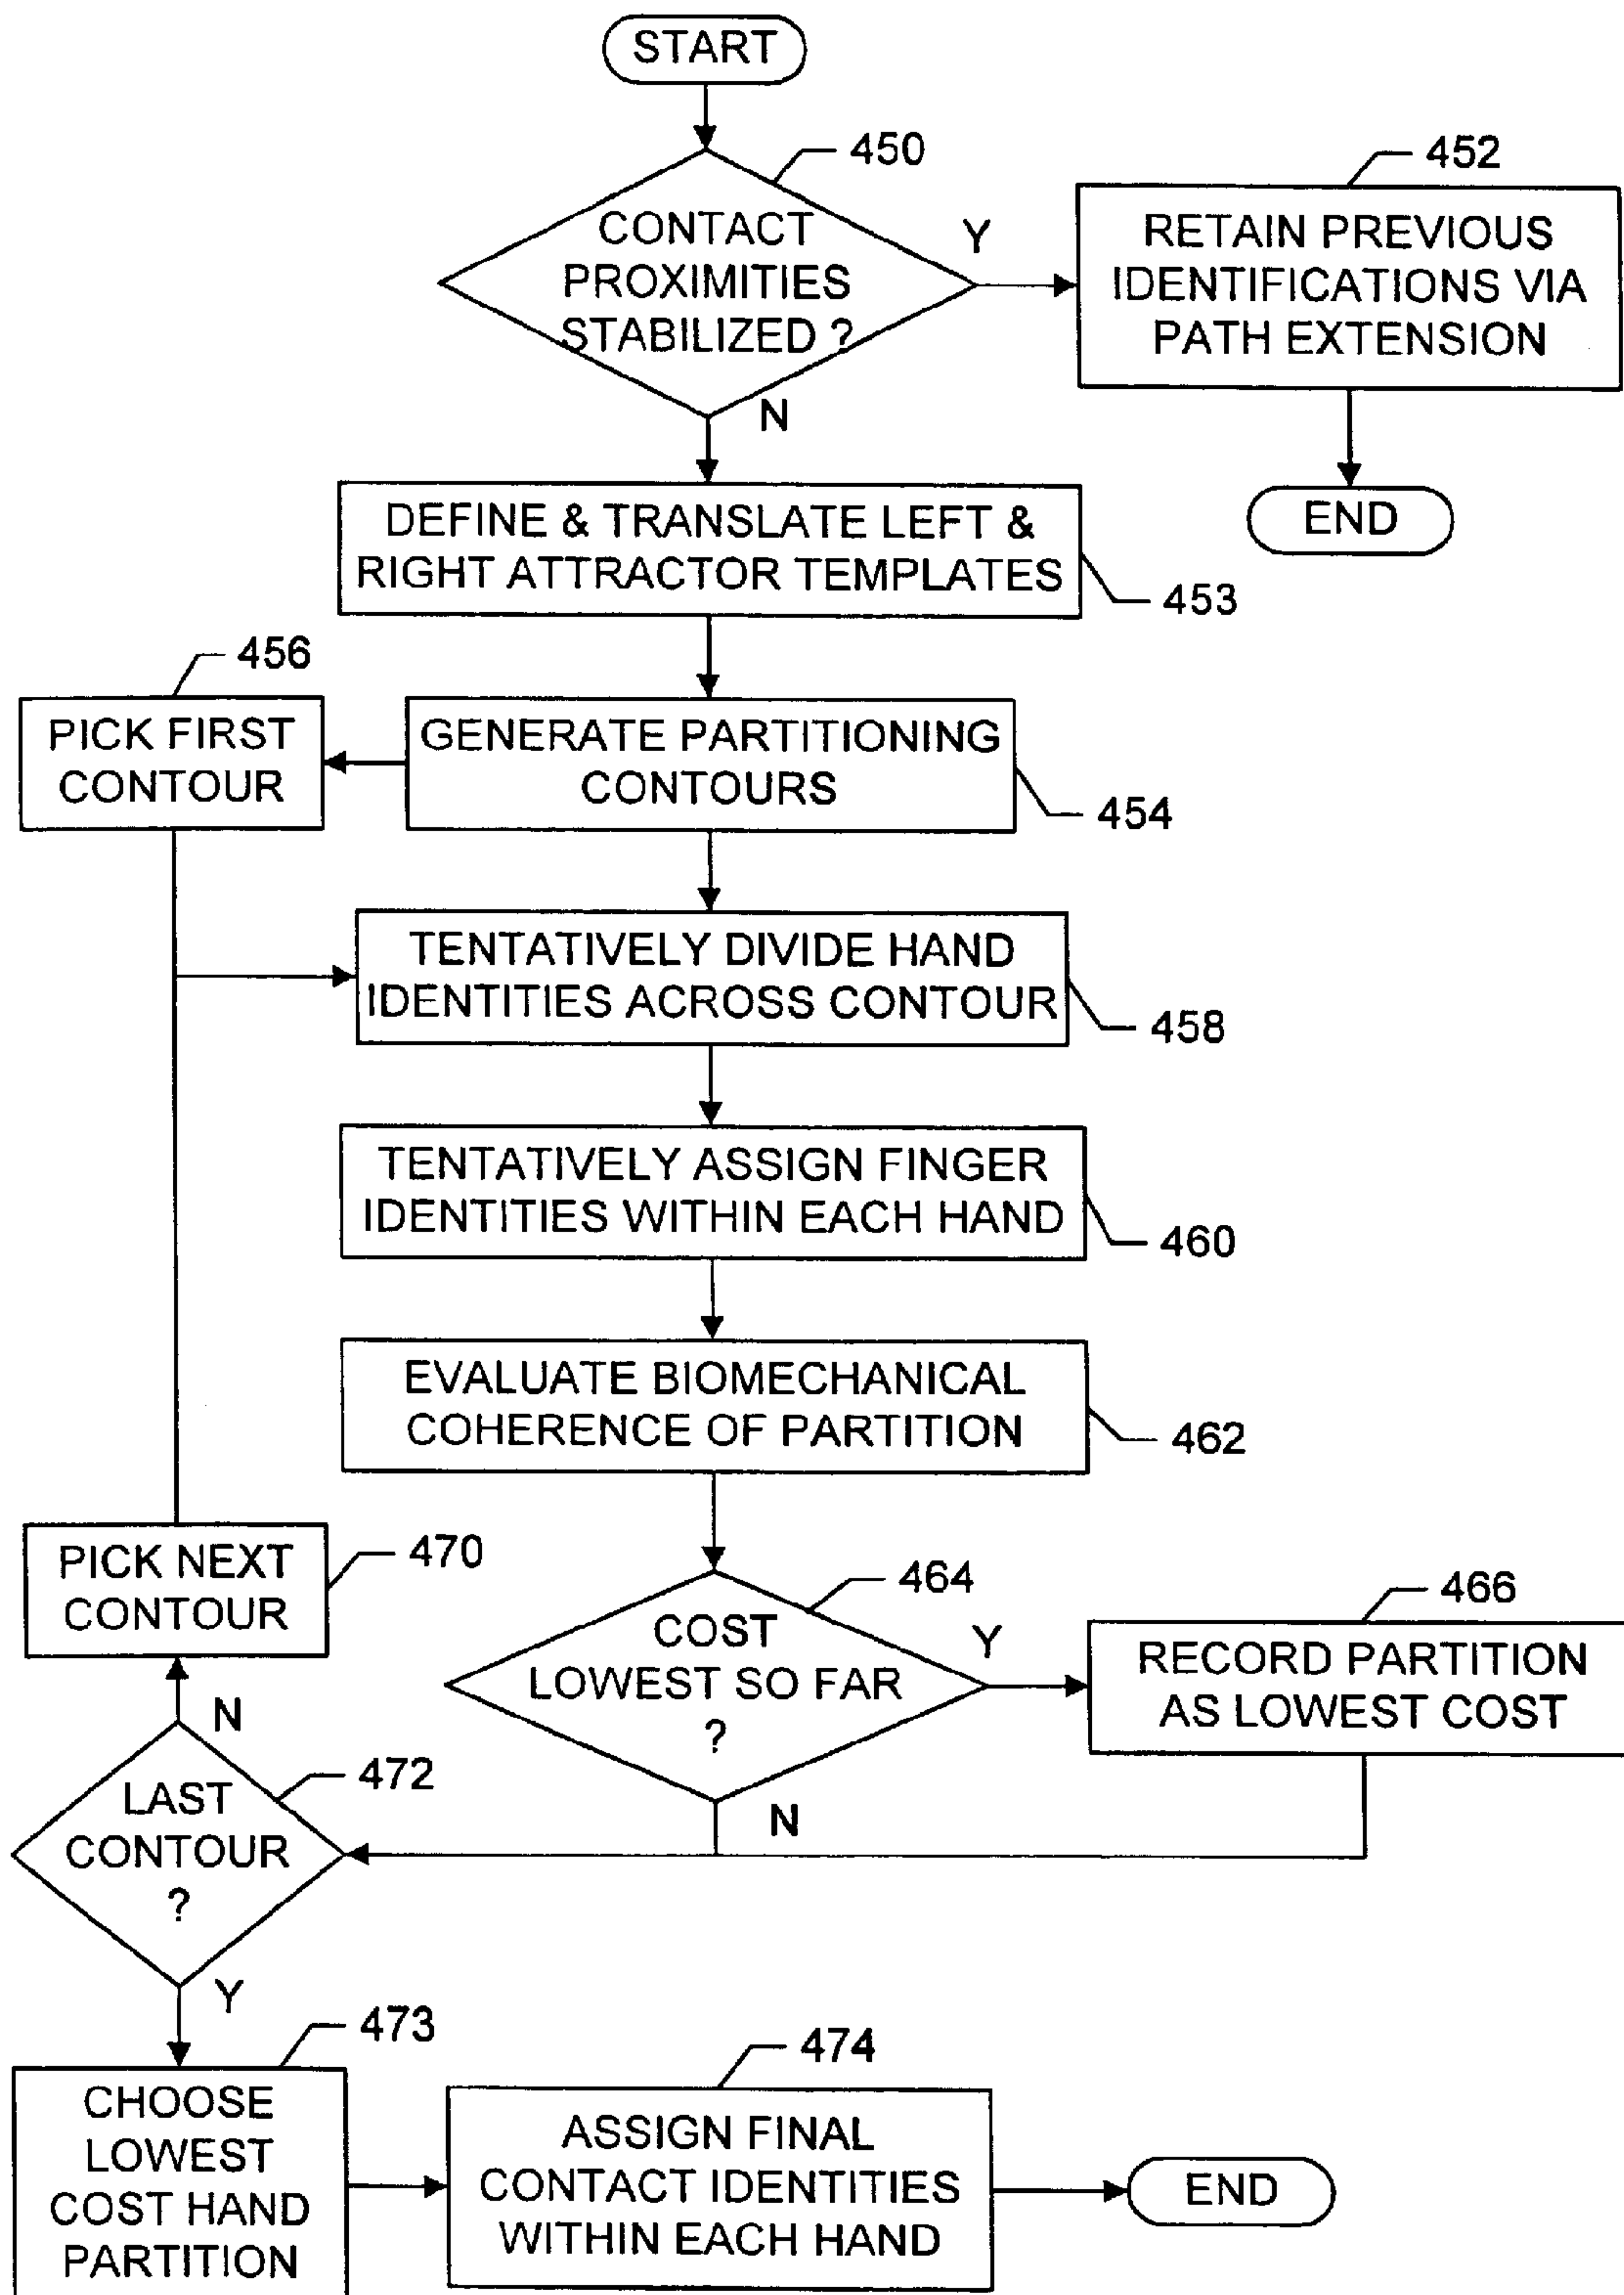 START
450
CONTACT
PROXIMITIES
STABILIZED ?
Y
N
452
RETAIN PREVIOUS
IDENTIFICATIONS VIA
PATH EXTENSION
END
DEFINE & TRANSLATE LEFT &
RIGHT ATTRACTOR TEMPLATES
453
456
PICK FIRST
CONTOUR
GENERATE PARTITIONING
CONTOURS
454
TENTATIVELY DIVIDE HAND
IDENTITIES ACROSS CONTOUR
458
TENTATIVELY ASSIGN FINGER
IDENTITIES WITHIN EACH HAND
460
EVALUATE BIOMECHANICAL
COHERENCE OF PARTITION
462
PICK NEXT
CONTOUR
470
464
COST
LOWEST SO FAR
?
Y
N
466
RECORD PARTITION
AS LOWEST COST
N
472
LAST
CONTOUR
?
Y
473
CHOOSE
LOWEST
COST HAND
PARTITION
474
ASSIGN FINAL
CONTACT IDENTITIES
WITHIN EACH HAND
END